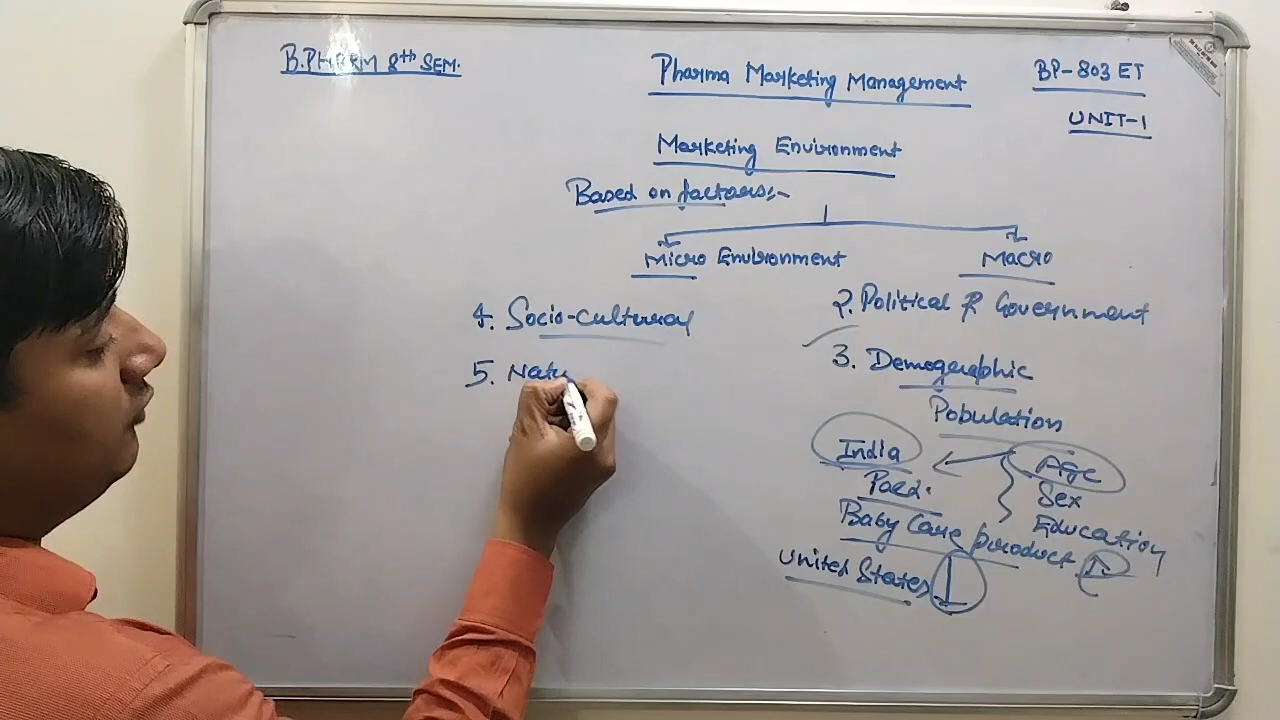 B.PHARM 8th SEM.
Pharma Marketing Management
BP-803 ET
UNIT-1
Marketing Environment
Based on factors:-
Micro Environment
Macro
4. Socio-cultural
5. Natu
2. Political & Government
3. Demographic
Population
India
Age
Paed.
Sex
Baby Care product ↑
Education
United States ↓